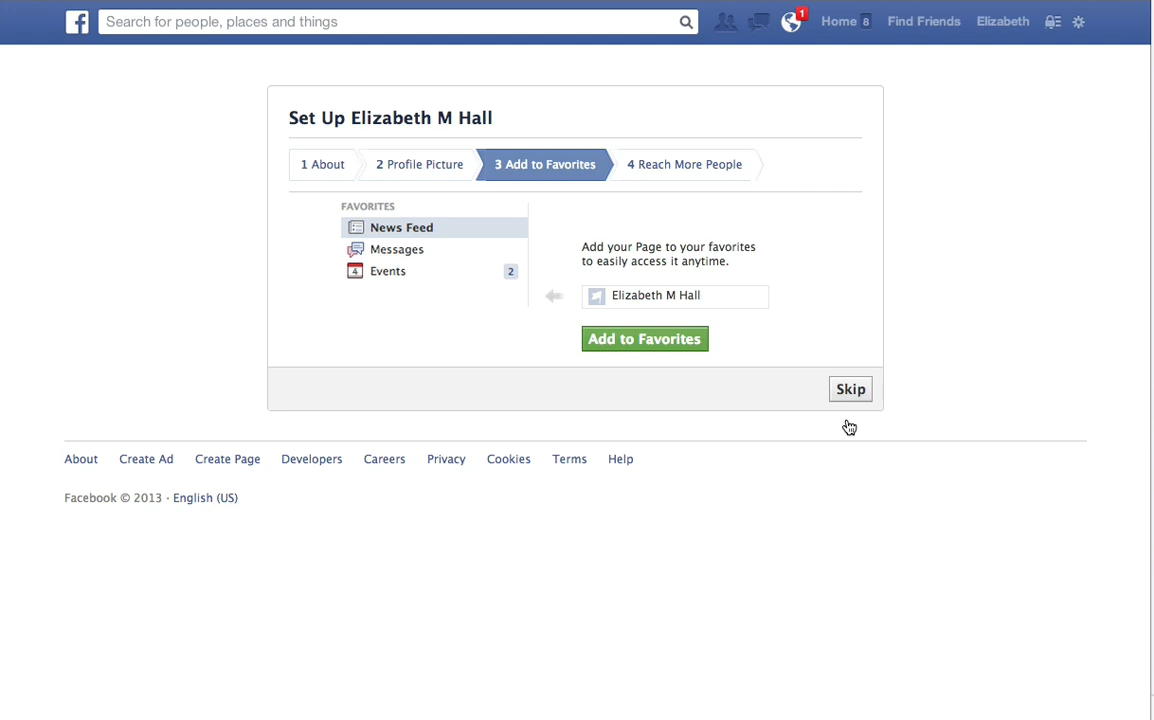 Search for people, places and things
1
Home 8 Find Friends Elizabeth
Set Up Elizabeth M Hall
1 About 2 Profile Picture 3 Add to Favorites 4 Reach More People
FAVORITES
News Feed
Messages
4 Events 2
Add your Page to your favorites
to easily access it anytime.
Elizabeth M Hall
Add to Favorites
Skip
About Create Ad Create Page Developers Careers Privacy Cookies Terms Help
Facebook © 2013 · English (US)